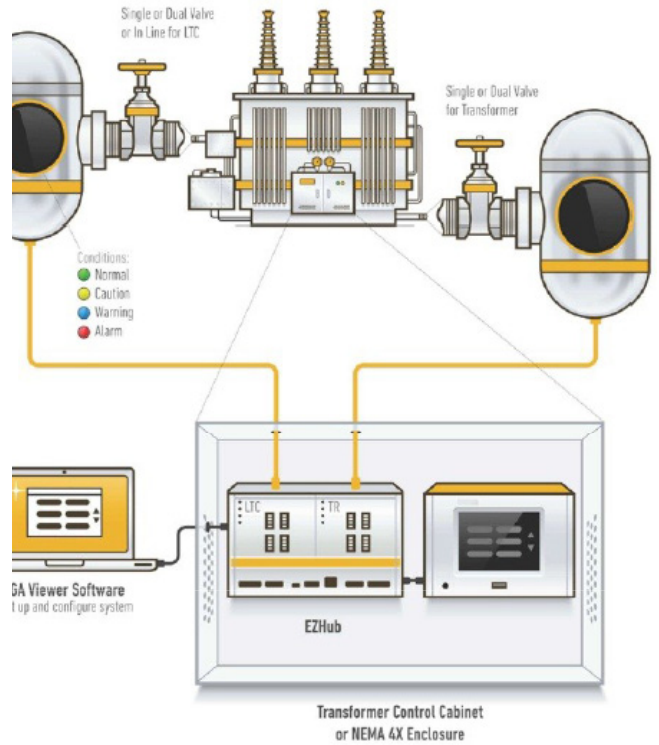 Single or Dual Valve
or In Line for LTC
Single or Dual Valve
for Transformer
Conditions:
Normal
Caution
Warning
Alarm
LTC
TR
GA Viewer Software
t up and configure system
EZHub
Transformer Control Cabinet
or NEMA 4X Enclosure